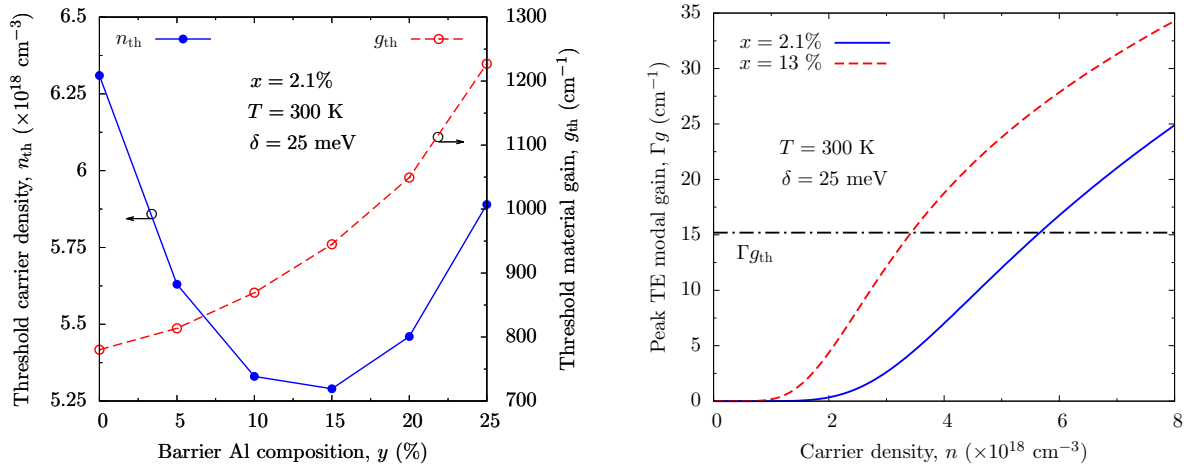 Threshold carrier density, n_th (×10^18 cm^−3)
6.5
6.25
6
5.75
5.5
5.25
n_th
g_th
x = 2.1%
T = 300 K
δ = 25 meV
1300
1200
1100
1000
900
800
700
Threshold material gain, g_th (cm^−1)
0 5 10 15 20 25
Barrier Al composition, y (%)
Peak TE modal gain, Γg (cm^−1)
35
30
25
20
15
10
5
0
x = 2.1%
x = 13 %
T = 300 K
δ = 25 meV
Γg_th
0 2 4 6 8
Carrier density, n (×10^18 cm^−3)